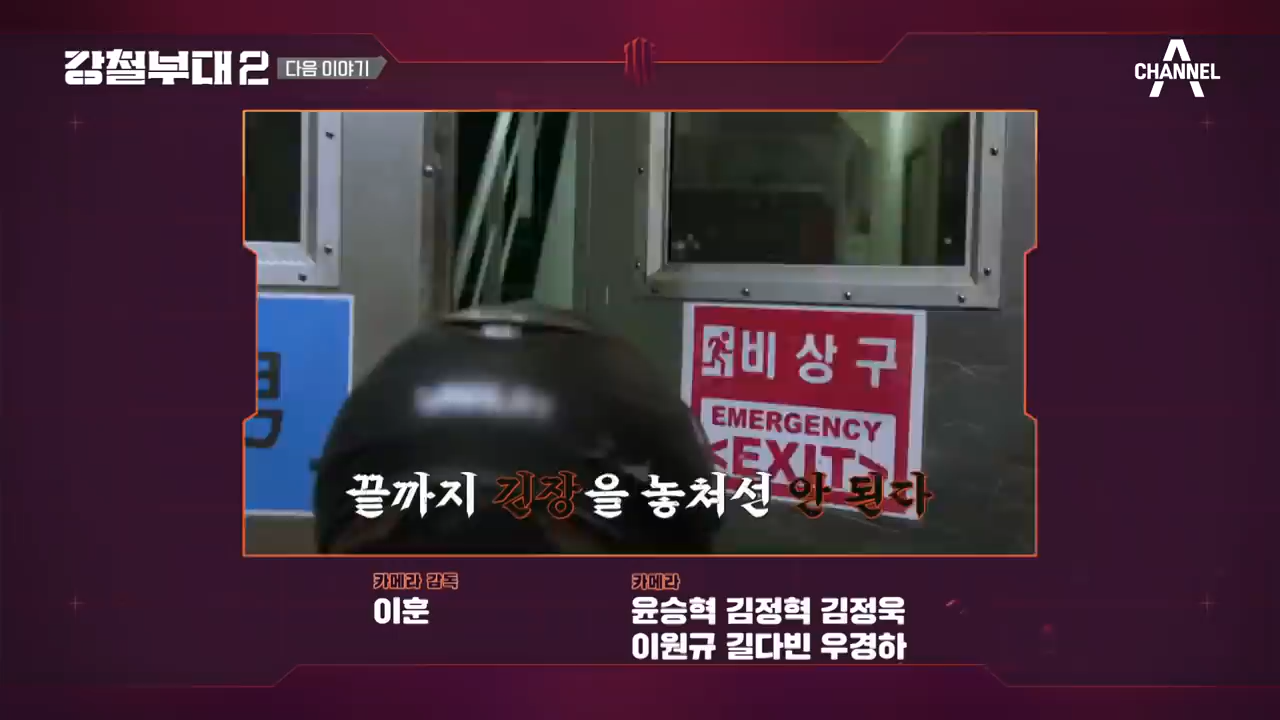 강철부대2
다음 이야기
CHANNEL A
비상구
EMERGENCY
<EXIT>
끝까지 긴장을 놓쳐선 안 된다
카메라 감독
이훈
카메라
윤승혁 김정혁 김정욱
이원규 길다빈 우경하